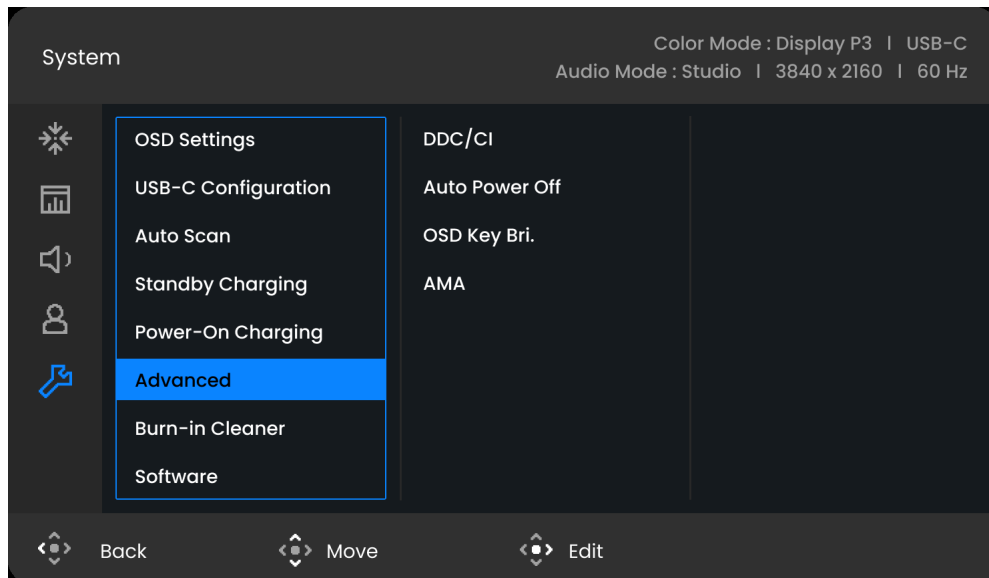 System
Color Mode : Display P3 I USB-C
Audio Mode : Studio I 3840 x 2160 I 60 Hz
OSD Settings
USB-C Configuration
Auto Scan
Standby Charging
Power-On Charging
Advanced
Burn-in Cleaner
Software
DDC/CI
Auto Power Off
OSD Key Bri.
AMA
Back
Move
Edit